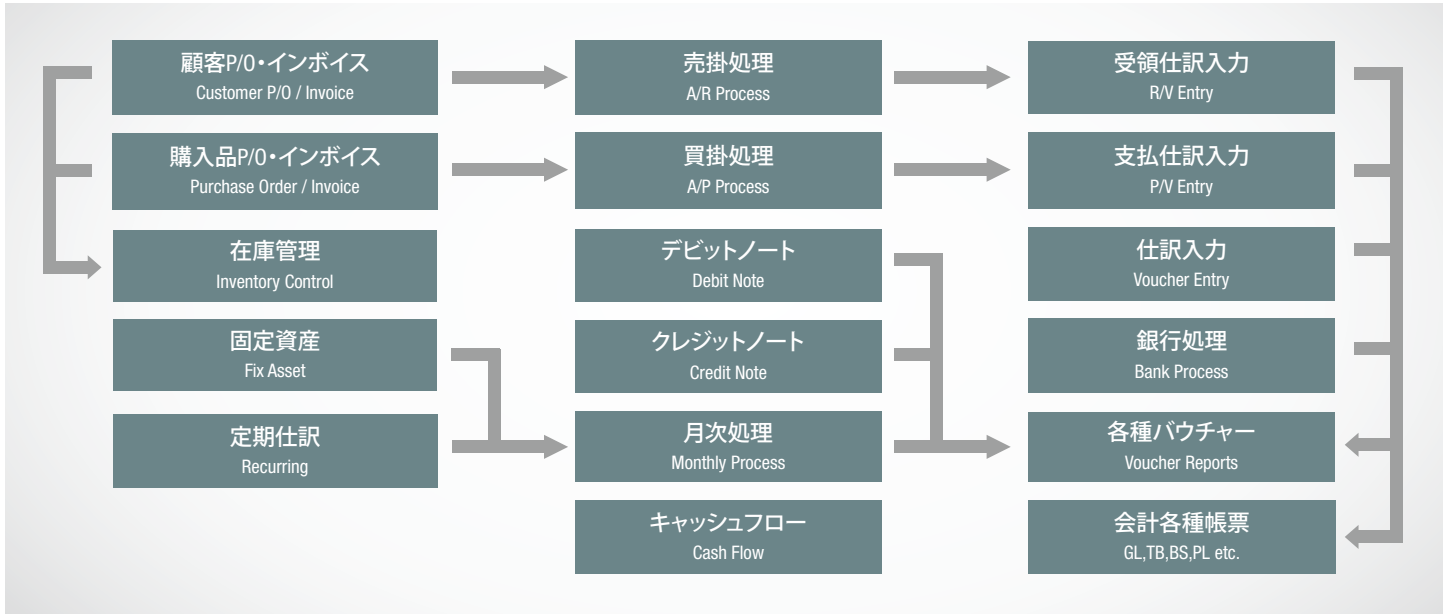 顧客P/O・インボイス
Customer P/O / Invoice
売掛処理
A/R Process
受領仕訳入力
R/V Entry
購入品P/O・インボイス
Purchase Order / Invoice
買掛処理
A/P Process
支払仕訳入力
P/V Entry
在庫管理
Inventory Control
デビットノート
Debit Note
仕訳入力
Voucher Entry
固定資産
Fix Asset
クレジットノート
Credit Note
銀行処理
Bank Process
定期仕訳
Recurring
月次処理
Monthly Process
各種バウチャー
Voucher Reports
キャッシュフロー
Cash Flow
会計各種帳票
GL,TB,BS,PL etc.